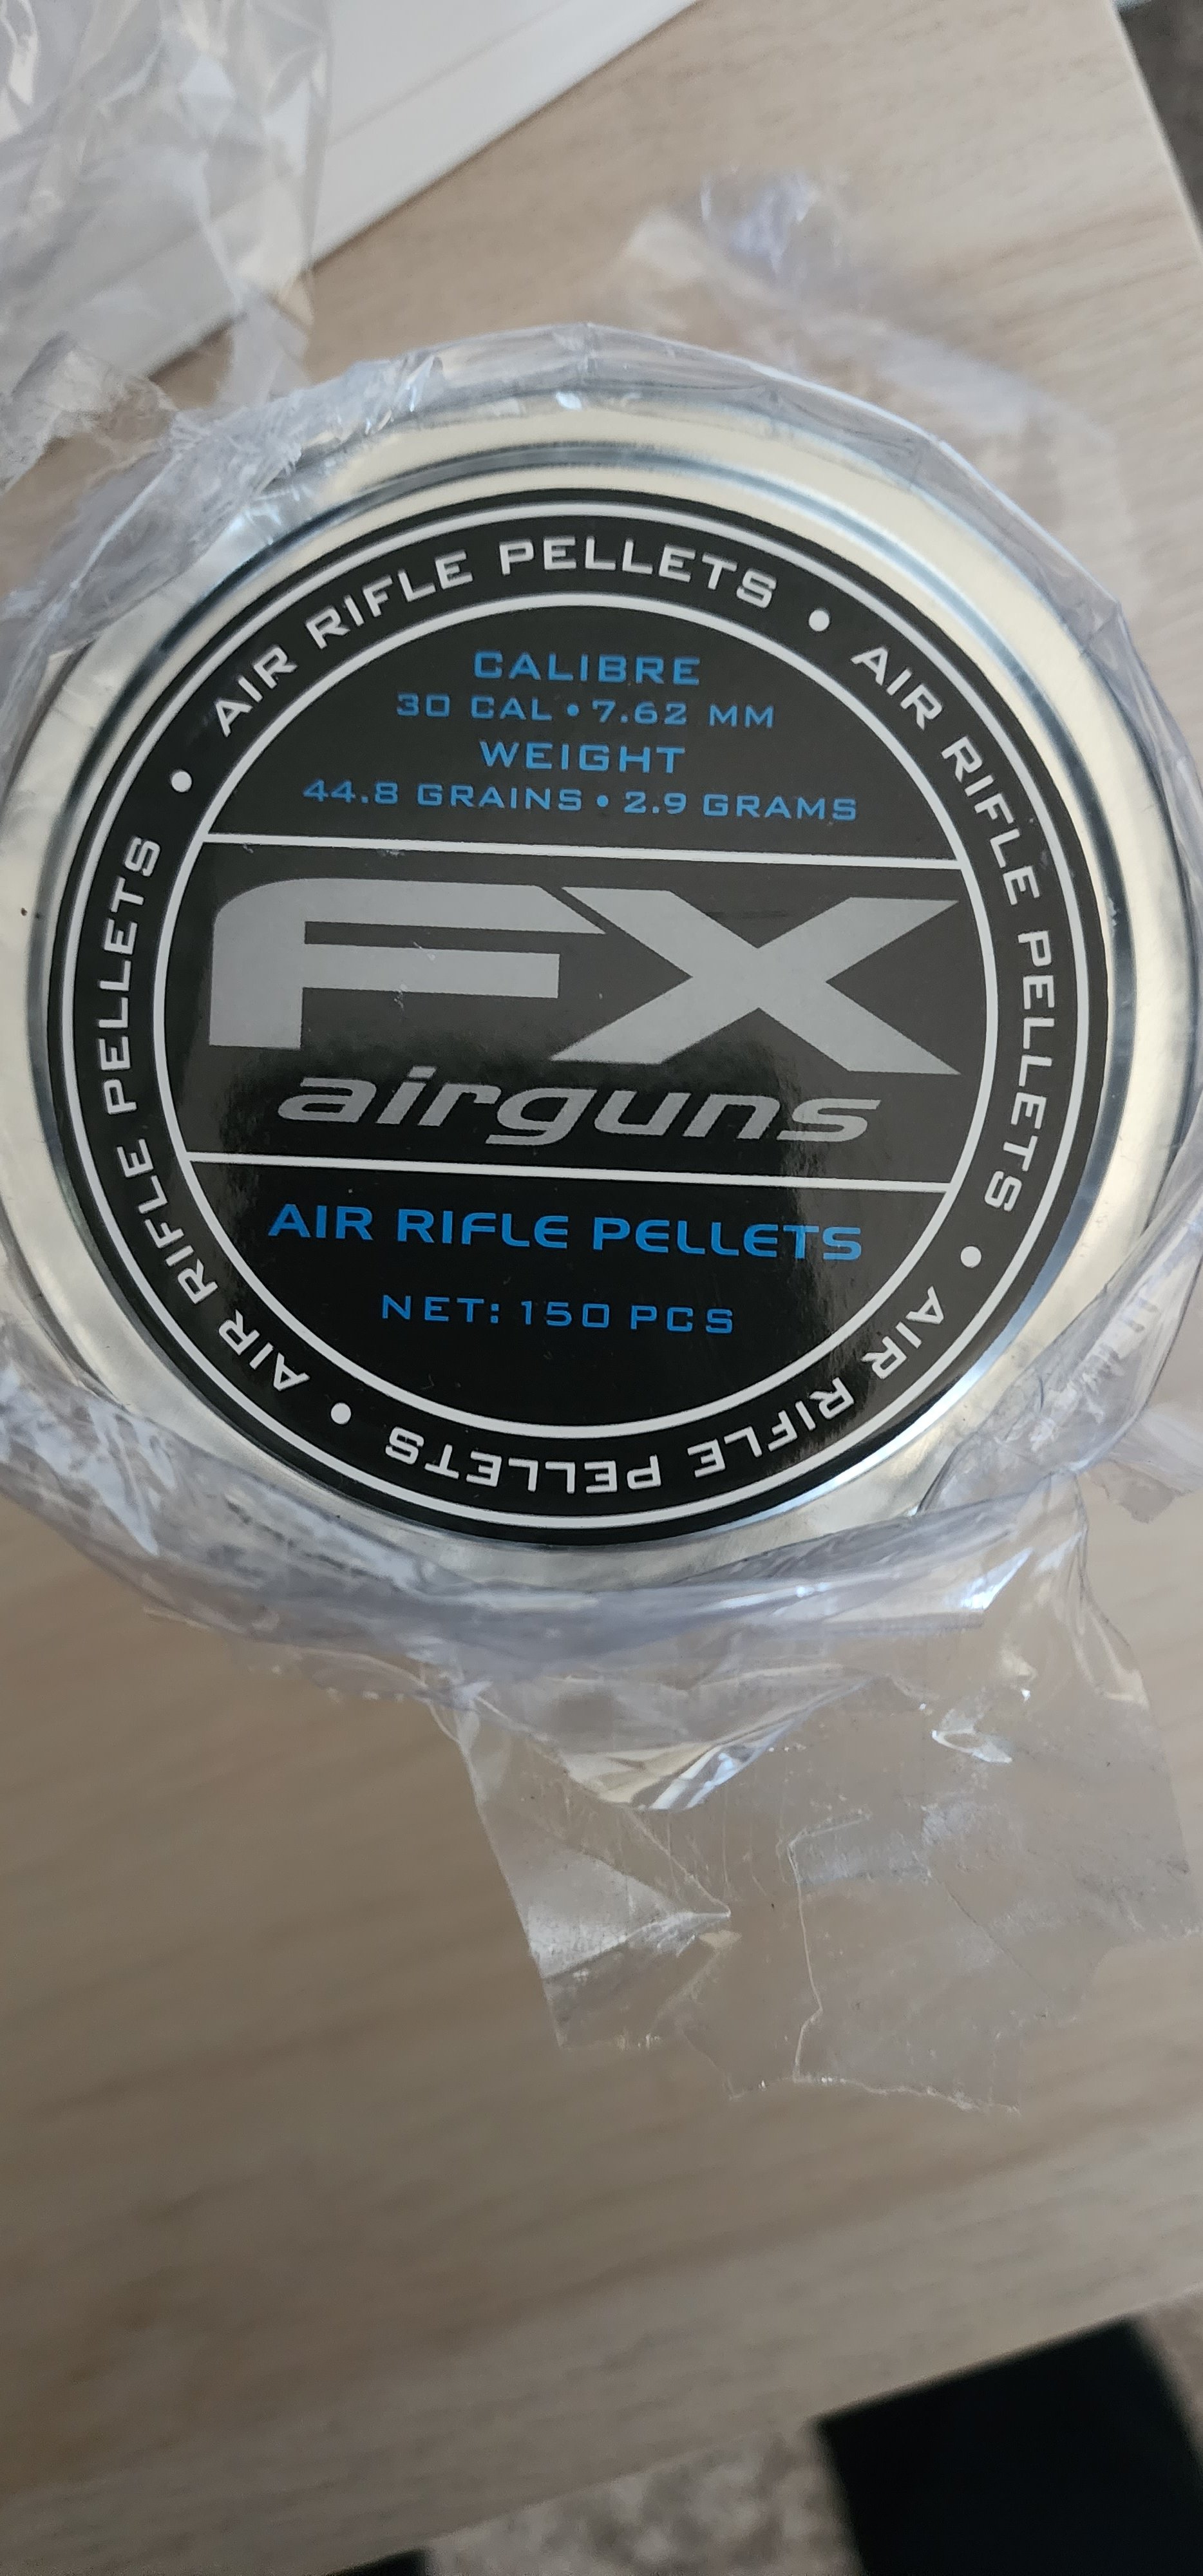 AIR RIFLE PELLETS • AIR RIFLE PELLETS • AIR RIFLE PELLETS • AIR RIFLE PELLETS •
CALIBRE
30 CAL • 7.62 MM
WEIGHT
44.8 GRAINS • 2.9 GRAMS
FX
airguns
AIR RIFLE PELLETS
NET: 150 PCS